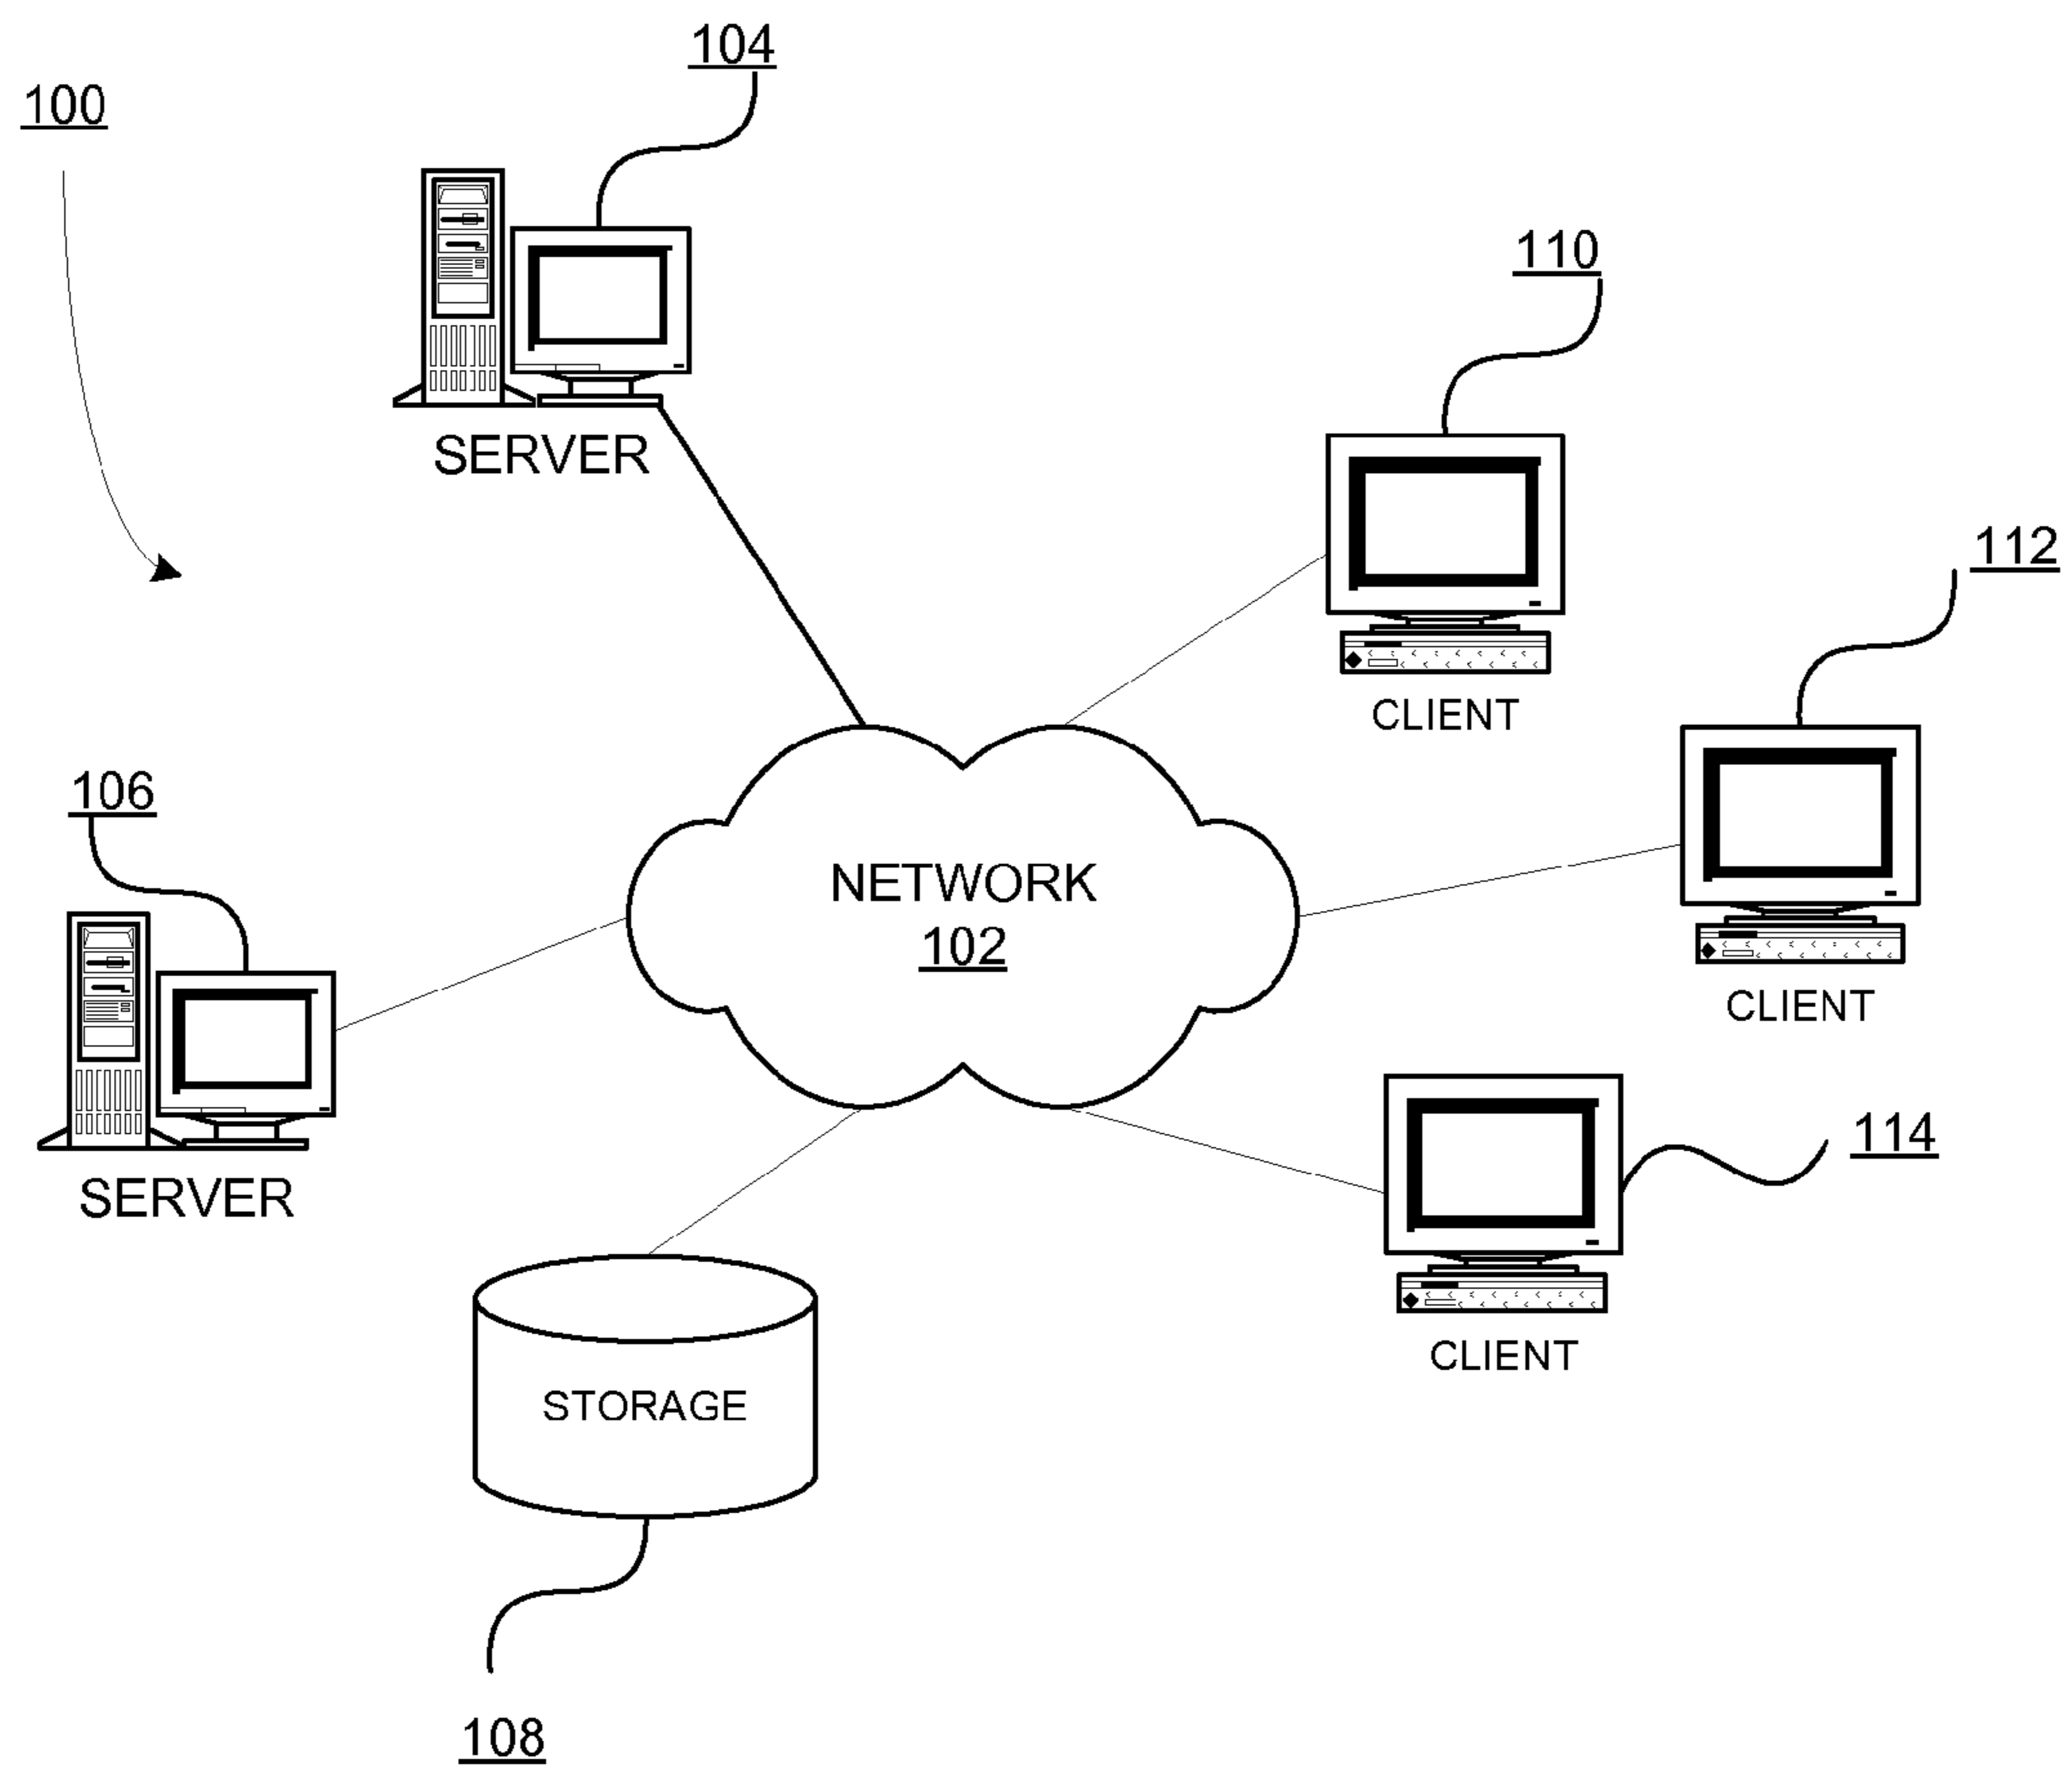 104
100
SERVER
110
CLIENT
112
CLIENT
106
SERVER
NETWORK
102
114
CLIENT
STORAGE
108